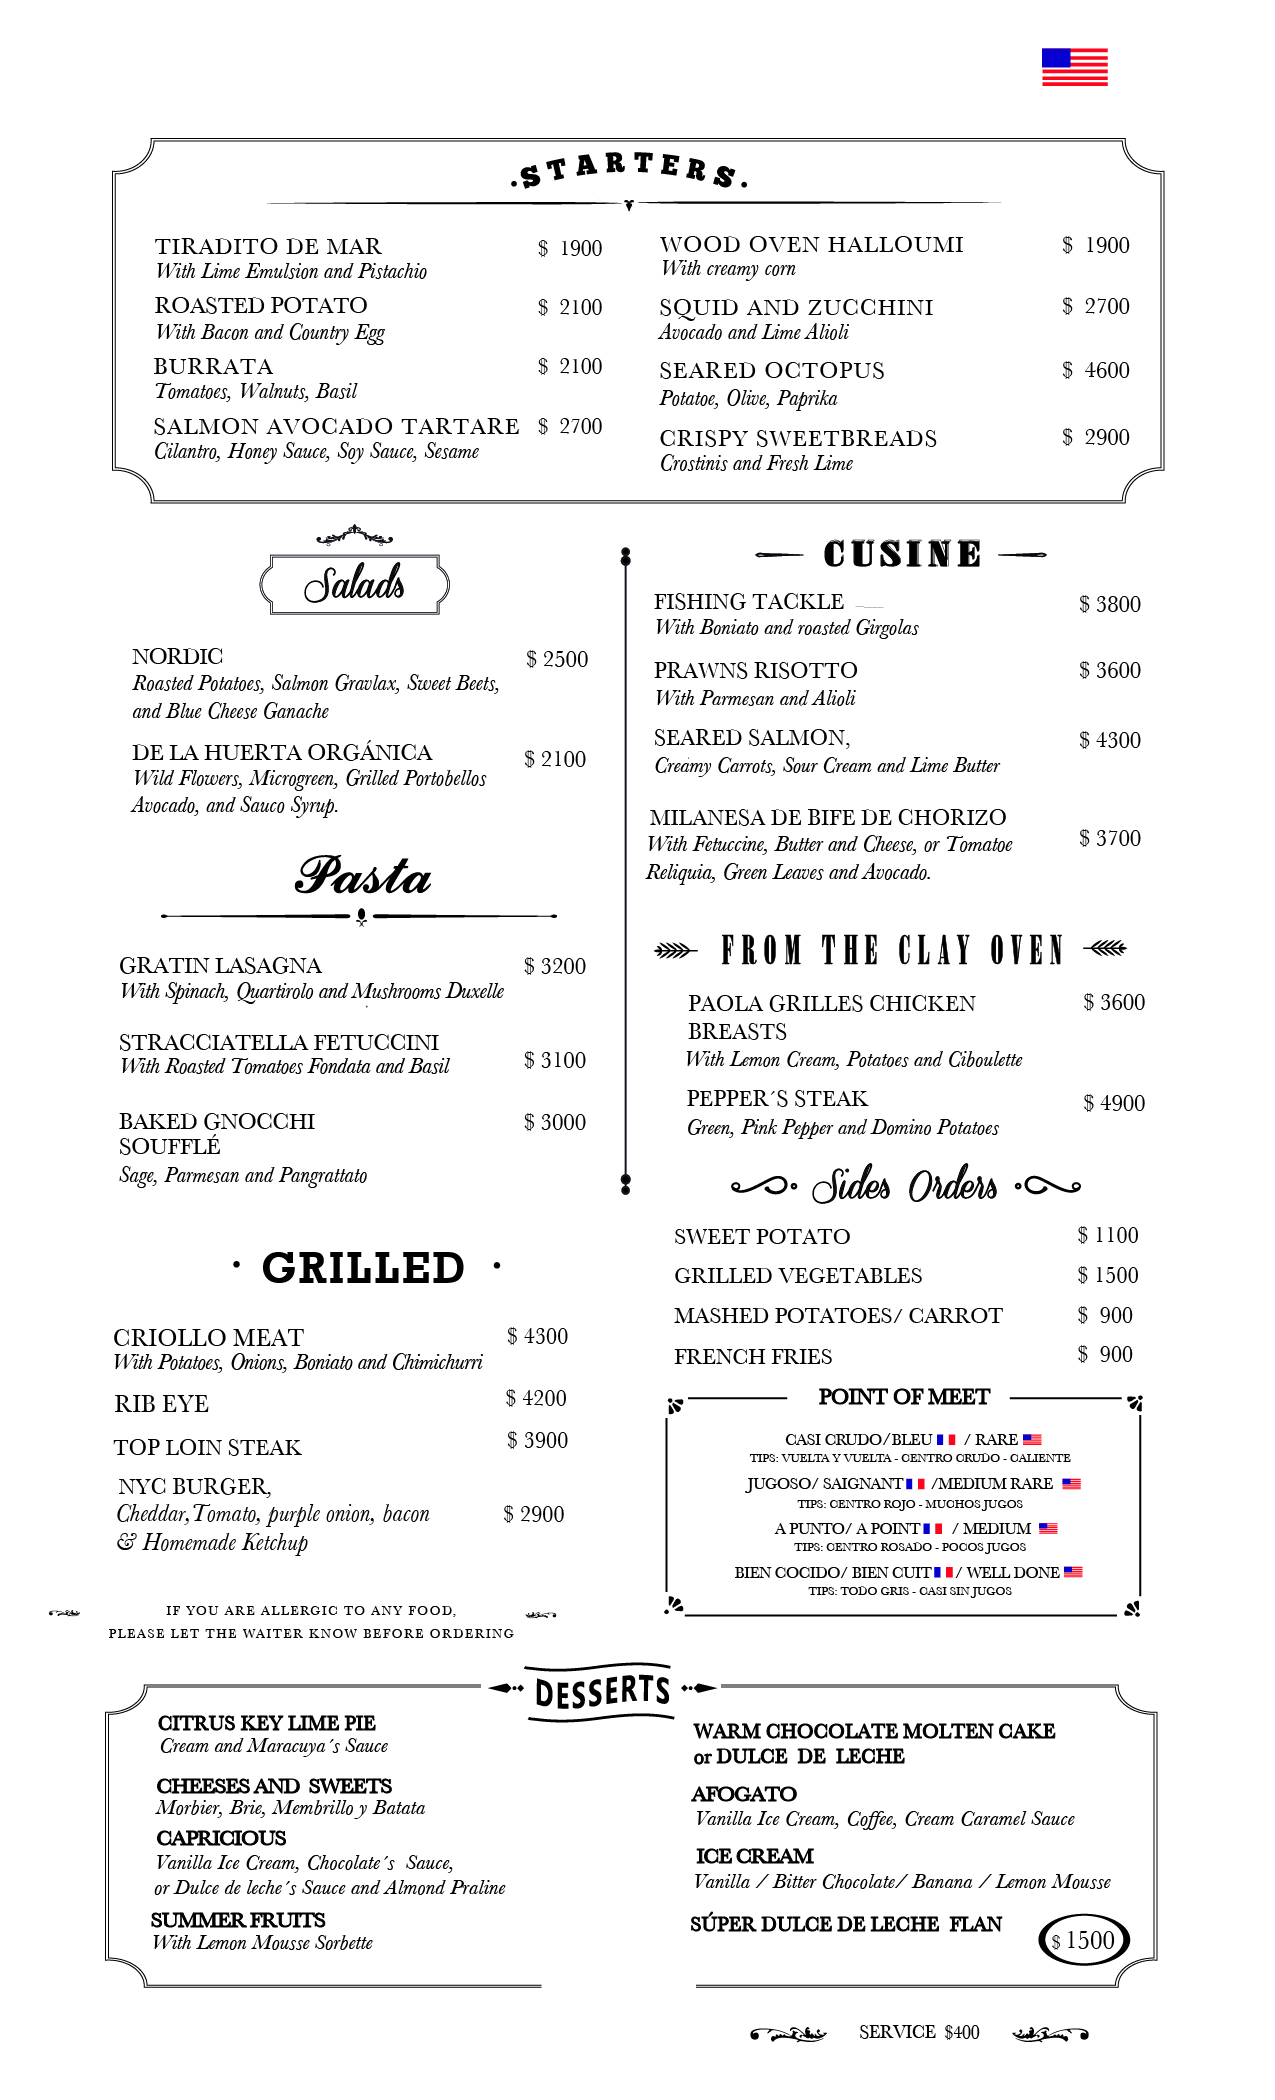 .STARTERS.
TIRADITO DE MAR $ 1900
With Lime Emulsion and Pistachio
ROASTED POTATO $ 2100
With Bacon and Country Egg
BURRATA $ 2100
Tomatoes, Walnuts, Basil
SALMON AVOCADO TARTARE $ 2700
Cilantro, Honey Sauce, Soy Sauce, Sesame
WOOD OVEN HALLOUMI $ 1900
With creamy corn
SQUID AND ZUCCHINI $ 2700
Avocado and Lime Alioli
SEARED OCTOPUS $ 4600
Potatoe, Olive, Paprika
CRISPY SWEETBREADS $ 2900
Crostinis and Fresh Lime
Salads
NORDIC $ 2500
Roasted Potatoes, Salmon Gravlax, Sweet Beets,
and Blue Cheese Ganache
DE LA HUERTA ORGÁNICA $ 2100
Wild Flowers, Microgreen, Grilled Portobellos
Avocado, and Sauco Syrup.
Pasta
GRATIN LASAGNA $ 3200
With Spinach, Quartirolo and Mushrooms Duxelle
STRACCIATELLA FETUCCINI
With Roasted Tomatoes Fondata and Basil $ 3100
BAKED GNOCCHI $ 3000
SOUFFLÉ
Sage, Parmesan and Pangrattato
· GRILLED ·
CRIOLLO MEAT $ 4300
With Potatoes, Onions, Boniato and Chimichurri
RIB EYE $ 4200
TOP LOIN STEAK $ 3900
NYC BURGER,
Cheddar,Tomato, purple onion, bacon $ 2900
& Homemade Ketchup
IF YOU ARE ALLERGIC TO ANY FOOD,
PLEASE LET THE WAITER KNOW BEFORE ORDERING
CUSINE
FISHING TACKLE $ 3800
With Boniato and roasted Girgolas
PRAWNS RISOTTO $ 3600
With Parmesan and Alioli
SEARED SALMON, $ 4300
Creamy Carrots, Sour Cream and Lime Butter
MILANESA DE BIFE DE CHORIZO
With Fetuccine, Butter and Cheese, or Tomatoe $ 3700
Reliquia, Green Leaves and Avocado.
FROM THE CLAY OVEN
PAOLA GRILLES CHICKEN $ 3600
BREASTS
With Lemon Cream, Potatoes and Ciboulette
PEPPER´S STEAK $ 4900
Green, Pink Pepper and Domino Potatoes
Sides Orders
SWEET POTATO $ 1100
GRILLED VEGETABLES $ 1500
MASHED POTATOES/ CARROT $ 900
FRENCH FRIES $ 900
POINT OF MEET
CASI CRUDO/BLEU / RARE
TIPS: VUELTA Y VUELTA - CENTRO CRUDO - CALIENTE
JUGOSO/ SAIGNANT /MEDIUM RARE
TIPS: CENTRO ROJO - MUCHOS JUGOS
A PUNTO/ A POINT / MEDIUM
TIPS: CENTRO ROSADO - POCOS JUGOS
BIEN COCIDO/ BIEN CUIT / WELL DONE
TIPS: TODO GRIS - CASI SIN JUGOS
DESSERTS
CITRUS KEY LIME PIE
Cream and Maracuya´s Sauce
CHEESES AND SWEETS
Morbier, Brie, Membrillo y Batata
CAPRICIOUS
Vanilla Ice Cream, Chocolate´s Sauce,
or Dulce de leche´s Sauce and Almond Praline
SUMMER FRUITS
With Lemon Mousse Sorbette
WARM CHOCOLATE MOLTEN CAKE
or DULCE DE LECHE
AFOGATO
Vanilla Ice Cream, Coffee, Cream Caramel Sauce
ICE CREAM
Vanilla / Bitter Chocolate/ Banana / Lemon Mousse
SÚPER DULCE DE LECHE FLAN $ 1500
SERVICE $400